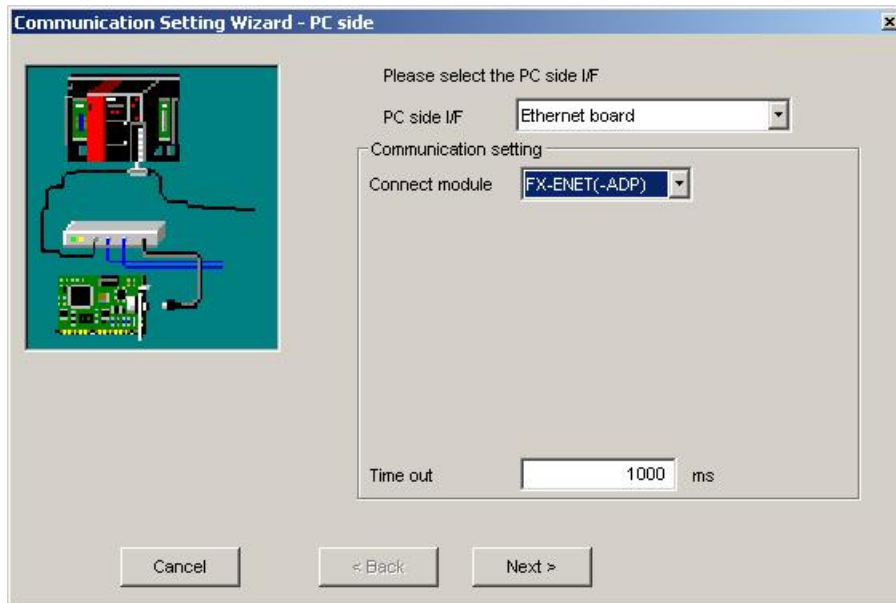 Communication Setting Wizard - PC side
Please select the PC side I/F
PC side I/F Ethernet board
Communication setting
Connect module FX-ENET(-ADP)
Time out 1000 ms
Cancel < Back Next >